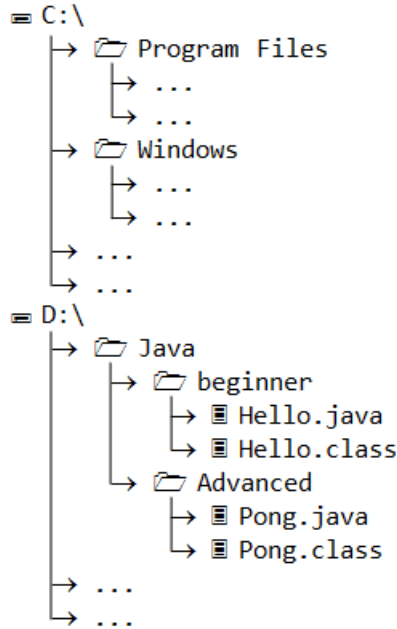 C:\
Program Files
...
...
Windows
...
...
...
...
D:\
Java
beginner
Hello.java
Hello.class
Advanced
Pong.java
Pong.class
...
...